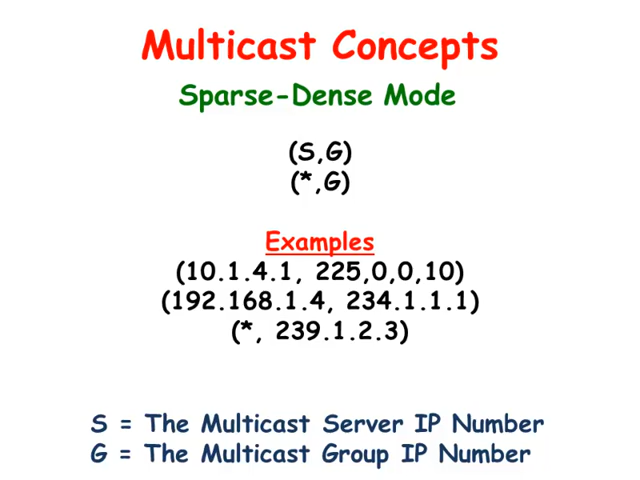 Multicast Concepts
Sparse-Dense Mode
(S,G)
(*,G)
Examples
(10.1.4.1, 225,0,0,10)
(192.168.1.4, 234.1.1.1)
(*, 239.1.2.3)
S = The Multicast Server IP Number
G = The Multicast Group IP Number